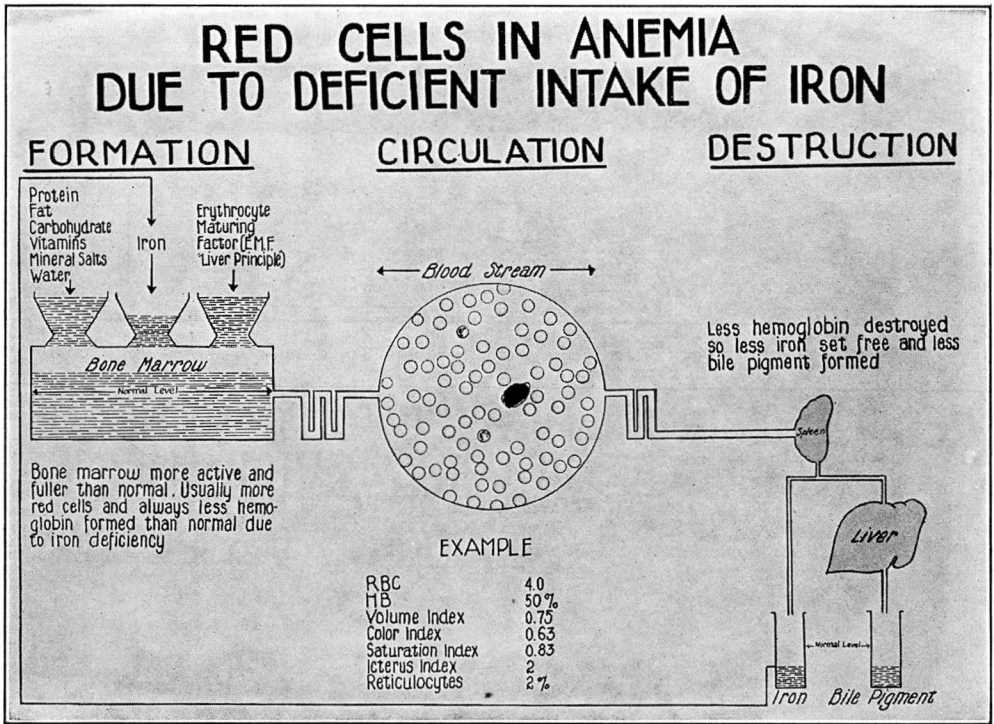 RED CELLS IN ANEMIA
DUE TO DEFICIENT INTAKE OF IRON
FORMATION
CIRCULATION
DESTRUCTION
Protein
Fat
Carbohydrate
Vitamins
Mineral Salts
Water
Iron
Erythrocyte
Maturing
Factor (E.M.F.
"Liver Principle)
Bone Marrow
Normal Level
Bone marrow more active and
fuller than normal. Usually more
red cells and always less hemo-
globin formed than normal due
to iron deficiency
Blood Stream
EXAMPLE
RBC 4.0
HB 50%
Volume Index 0.75
Color Index 0.63
Saturation Index 0.83
Icterus Index 2
Reticulocytes 2%
Less hemoglobin destroyed
so less iron set free and less
bile pigment formed
Spleen
Liver
Normal Level
Iron
Bile Pigment